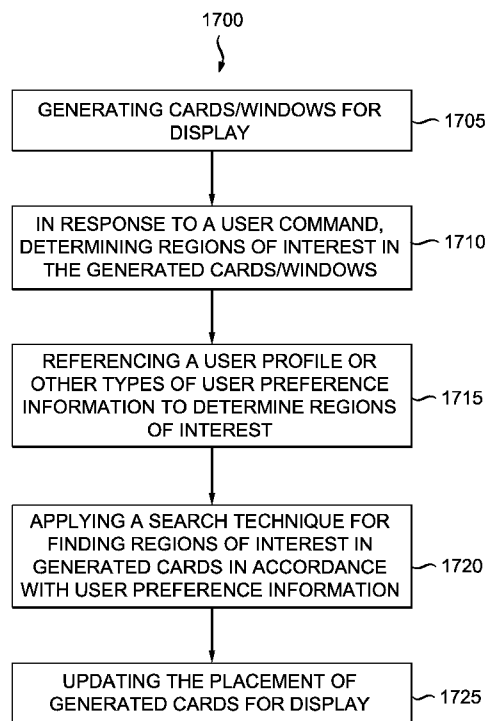 1700
GENERATING CARDS/WINDOWS FOR
DISPLAY
1705
IN RESPONSE TO A USER COMMAND,
DETERMINING REGIONS OF INTEREST IN
THE GENERATED CARDS/WINDOWS
1710
REFERENCING A USER PROFILE OR
OTHER TYPES OF USER PREFERENCE
INFORMATION TO DETERMINE REGIONS
OF INTEREST
1715
APPLYING A SEARCH TECHNIQUE FOR
FINDING REGIONS OF INTEREST IN
GENERATED CARDS IN ACCORDANCE
WITH USER PREFERENCE INFORMATION
1720
UPDATING THE PLACEMENT OF
GENERATED CARDS FOR DISPLAY
1725